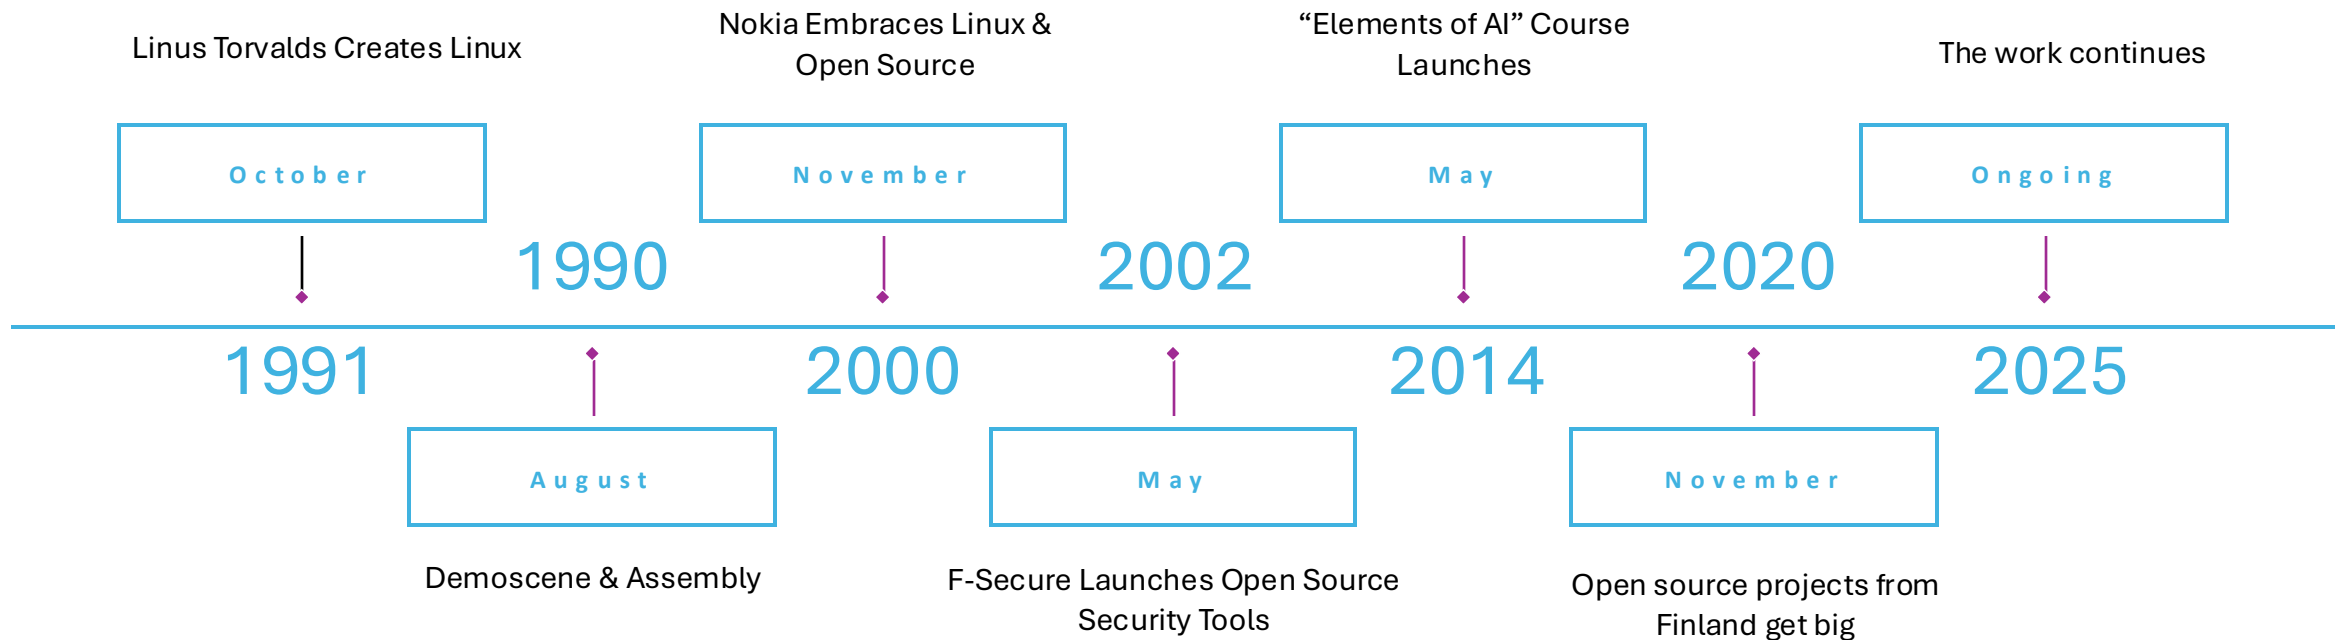 Linus Torvalds Creates Linux
October
1991
1990
August
Demoscene & Assembly
Nokia Embraces Linux &
Open Source
November
2000
2002
May
F-Secure Launches Open Source
Security Tools
“Elements of AI” Course
Launches
May
2014
2020
November
Open source projects from
Finland get big
The work continues
Ongoing
2025